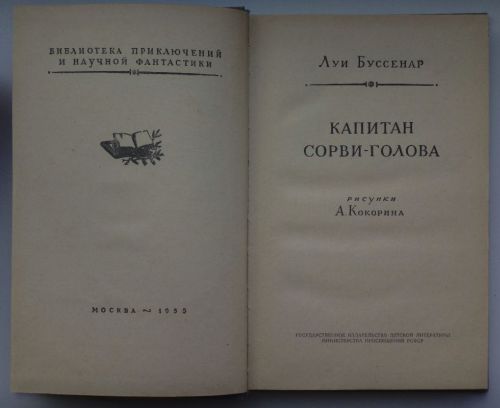 БИБЛИОТЕКА ПРИКЛЮЧЕНИЙ
И НАУЧНОЙ ФАНТАСТИКИ
МОСКВА ~ 1955
ЛУИ БУССЕНАР
КАПИТАН
СОРВИ-ГОЛОВА
рисунки
А. КОКОРИНА
ГОСУДАРСТВЕННОЕ ИЗДАТЕЛЬСТВО ДЕТСКОЙ ЛИТЕРАТУРЫ
МИНИСТЕРСТВА ПРОСВЕЩЕНИЯ РСФСР